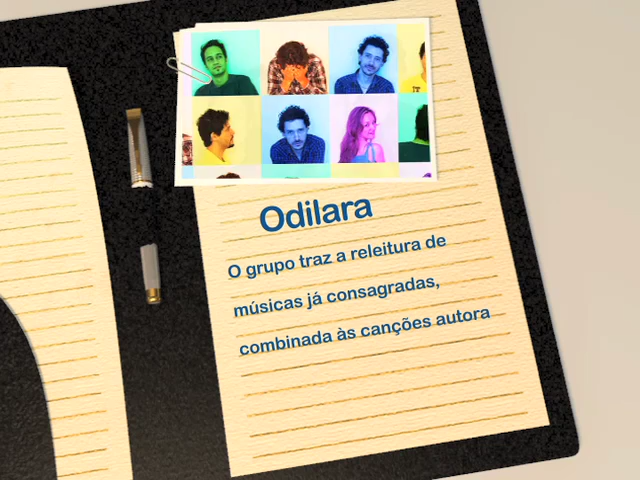 Odilara
O grupo traz a releitura de
músicas já consagradas,
combinada às canções autora